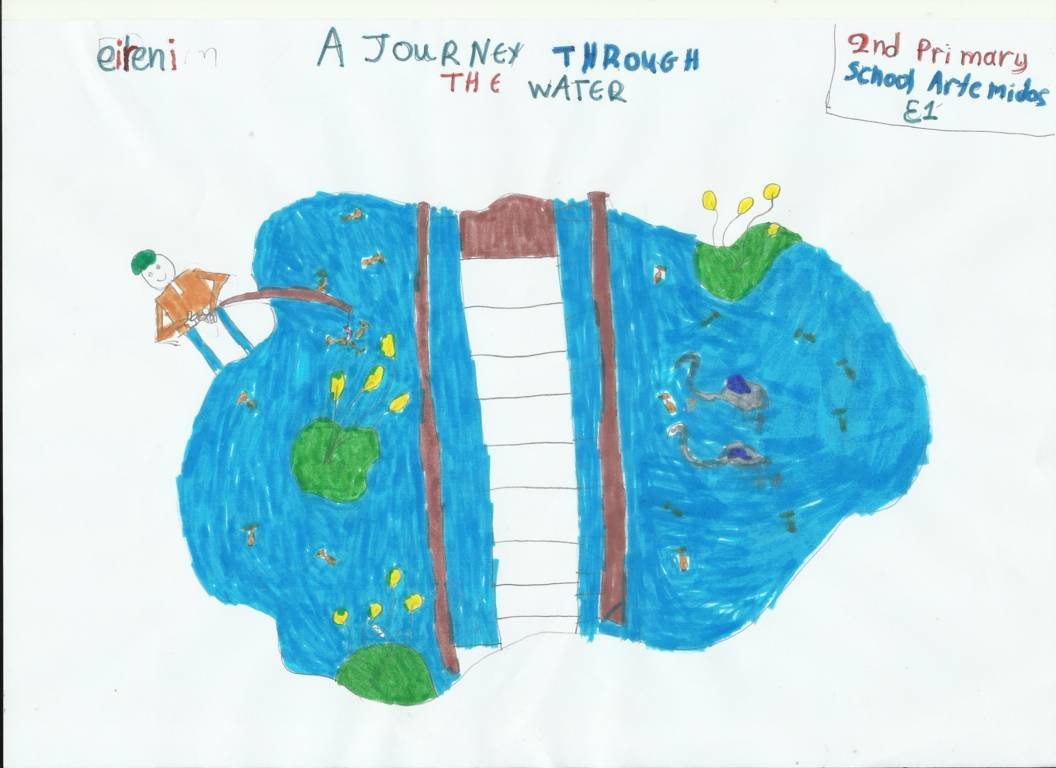 eireni
A JOURNEY THROUGH
THE WATER
2nd Primary
School Artemidos
E1